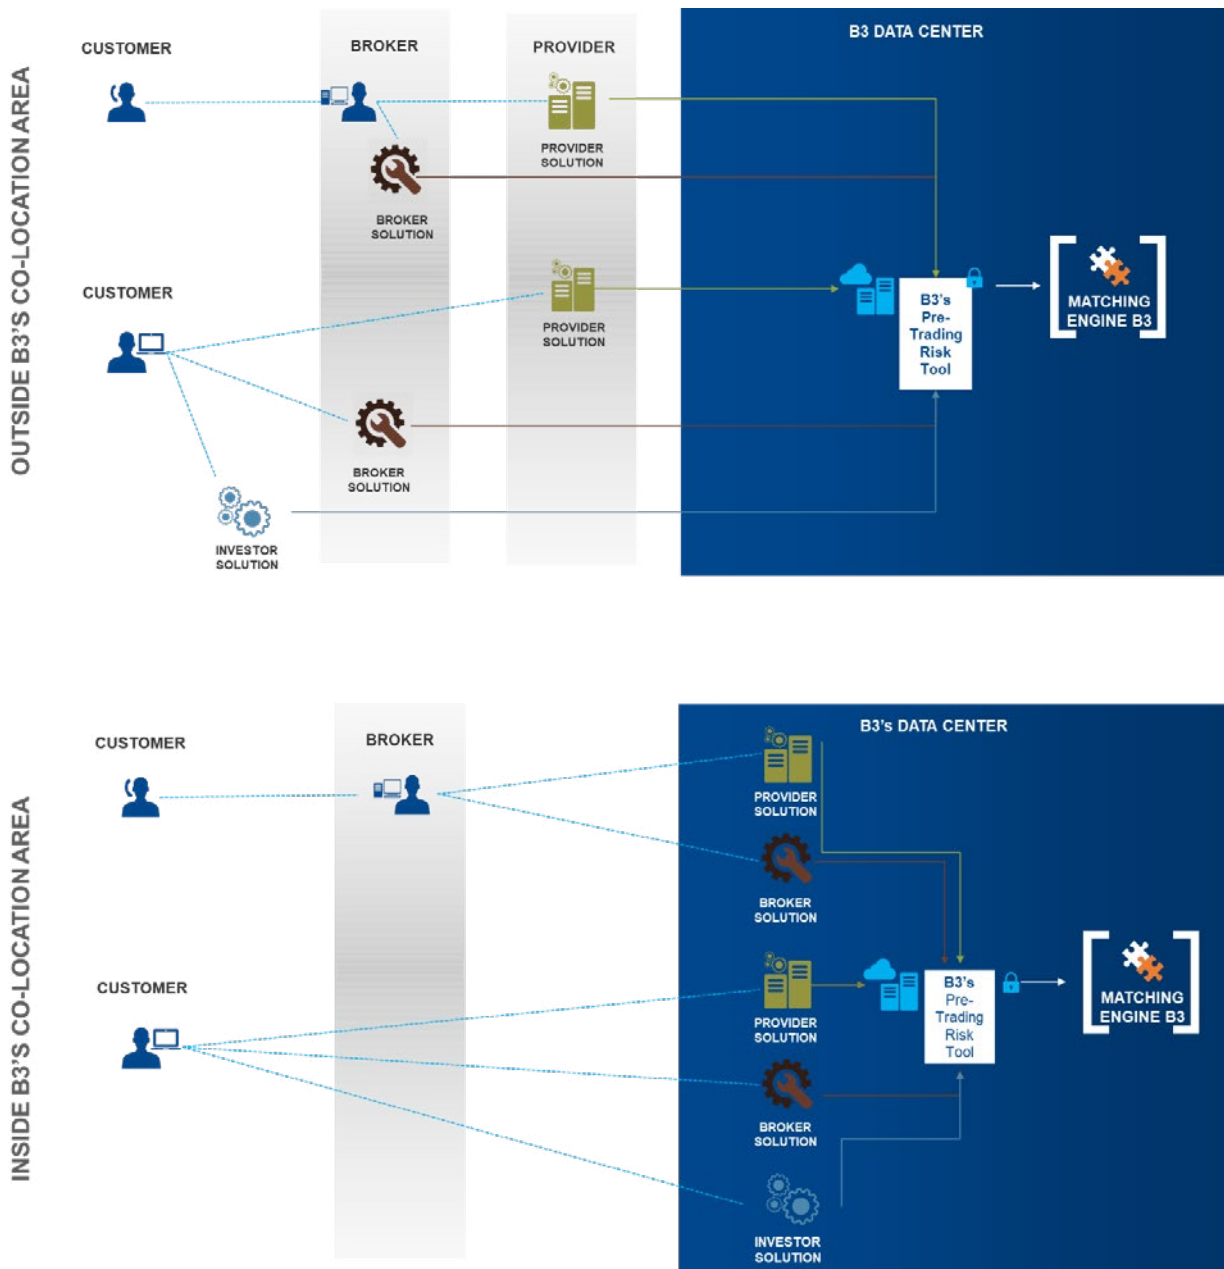 OUTSIDE B3'S CO-LOCATION AREA
CUSTOMER
BROKER
PROVIDER
B3 DATA CENTER
PROVIDER
SOLUTION
BROKER
SOLUTION
CUSTOMER
PROVIDER
SOLUTION
B3's
Pre-
Trading
Risk
Tool
MATCHING
ENGINE B3
BROKER
SOLUTION
INVESTOR
SOLUTION
INSIDE B3'S CO-LOCATION AREA
CUSTOMER
BROKER
B3's DATA CENTER
PROVIDER
SOLUTION
BROKER
SOLUTION
CUSTOMER
PROVIDER
SOLUTION
B3's
Pre-
Trading
Risk
Tool
MATCHING
ENGINE B3
BROKER
SOLUTION
INVESTOR
SOLUTION